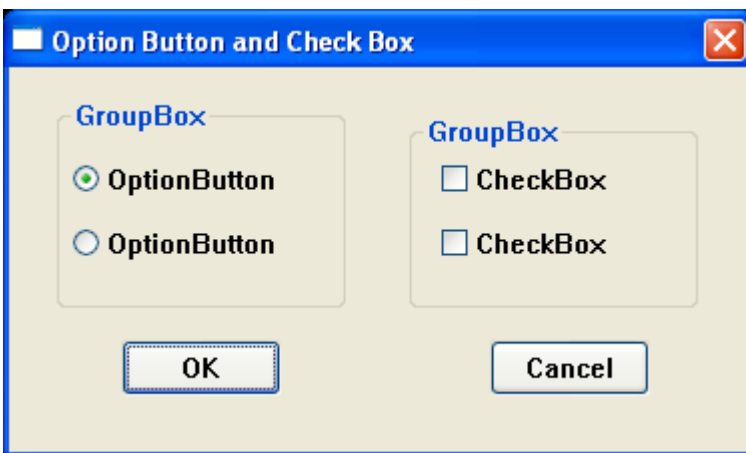 Option Button and Check Box
GroupBox
OptionButton
OptionButton
GroupBox
CheckBox
CheckBox
OK
Cancel